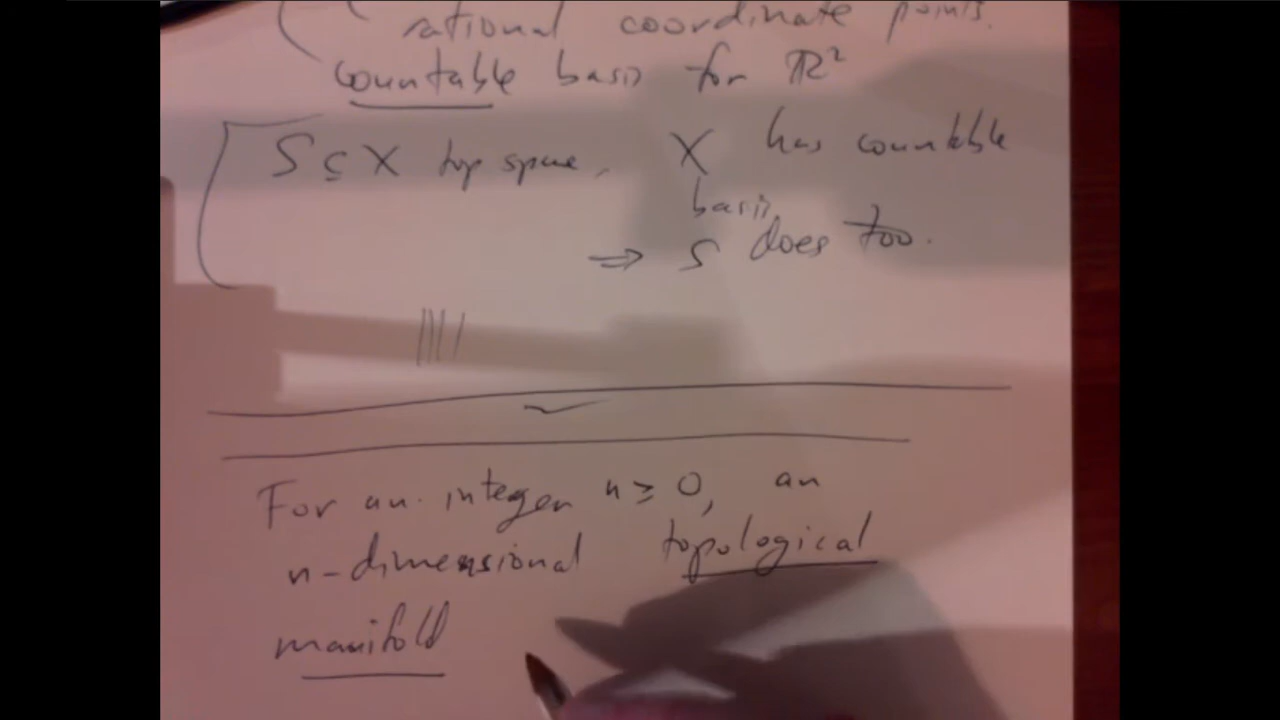 rational coordinate points.
countable basis for ℝ²
S ⊆ X top space, X has countable
basis
⇒ S does too.
For an integer n ≥ 0, an
n-dimensional topological
manifold